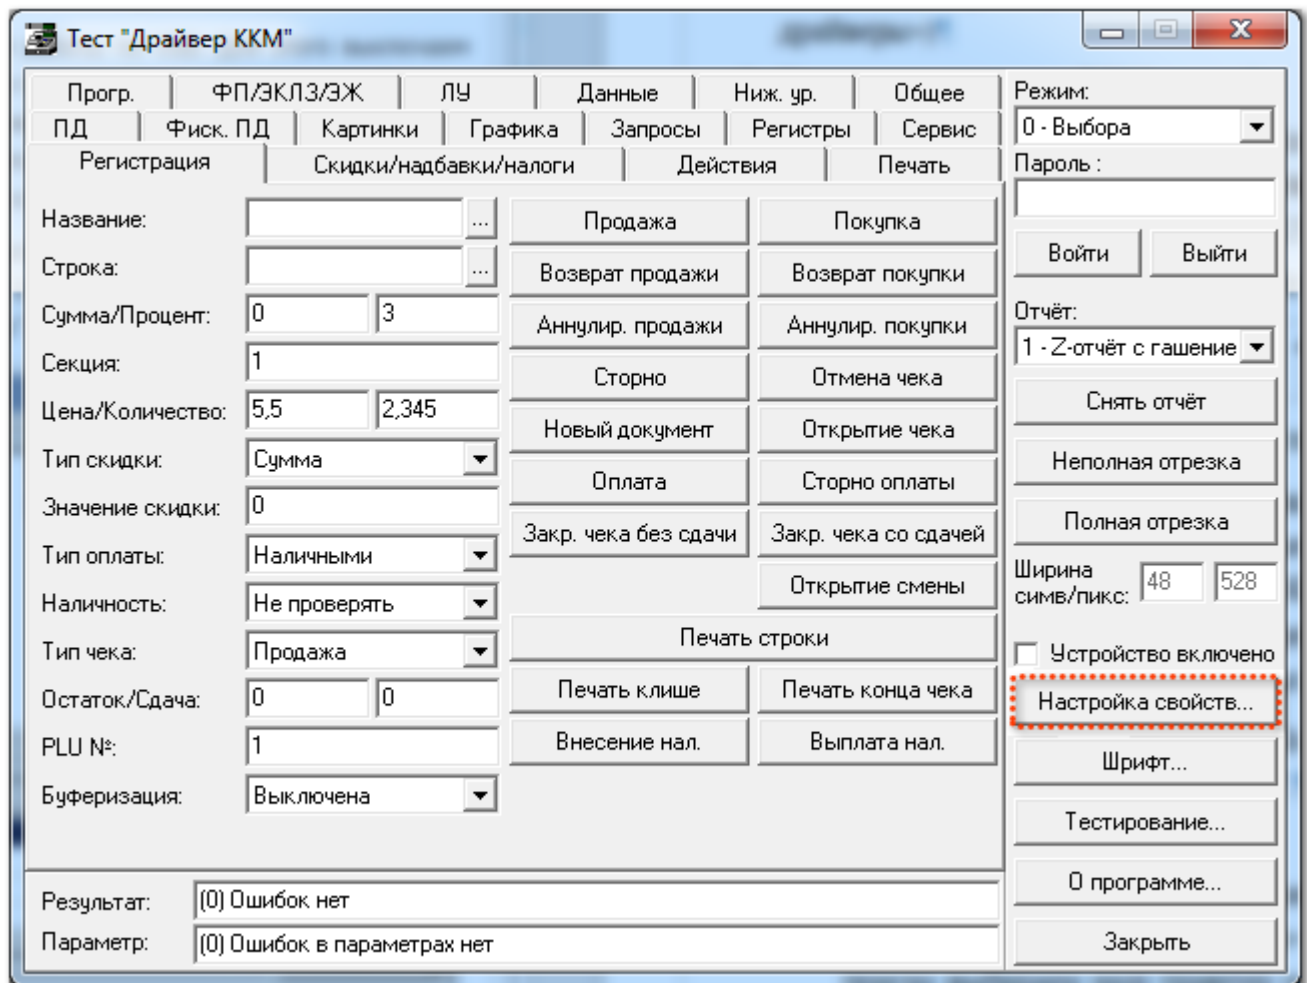 Тест "Драйвер ККМ"
Прогр. ФП/ЭКЛЗ/ЭЖ ЛУ Данные Ниж. ур. Общее
ПД Фиск. ПД Картинки Графика Запросы Регистры Сервис
Регистрация Скидки/надбавки/налоги Действия Печать
Название: ...
Строка: ...
Сумма/Процент: 0 3
Секция: 1
Цена/Количество: 5,5 2,345
Тип скидки: Сумма
Значение скидки: 0
Тип оплаты: Наличными
Наличность: Не проверять
Тип чека: Продажа
Остаток/Сдача: 0 0
PLU №: 1
Буферизация: Выключена
Продажа Покупка
Возврат продажи Возврат покупки
Аннулир. продажи Аннулир. покупки
Сторно Отмена чека
Новый документ Открытие чека
Оплата Сторно оплаты
Закр. чека без сдачи Закр. чека со сдачей
Открытие смены
Печать строки
Печать клише Печать конца чека
Внесение нал. Выплата нал.
Режим:
0 - Выбора
Пароль :
Войти Выйти
Отчёт:
1 - Z-отчёт с гашение
Снять отчёт
Неполная отрезка
Полная отрезка
Ширина
симв/пикс: 48 528
Устройство включено
Настройка свойств...
Шрифт...
Тестирование...
О программе...
Закрыть
Результат: (0) Ошибок нет
Параметр: (0) Ошибок в параметрах нет